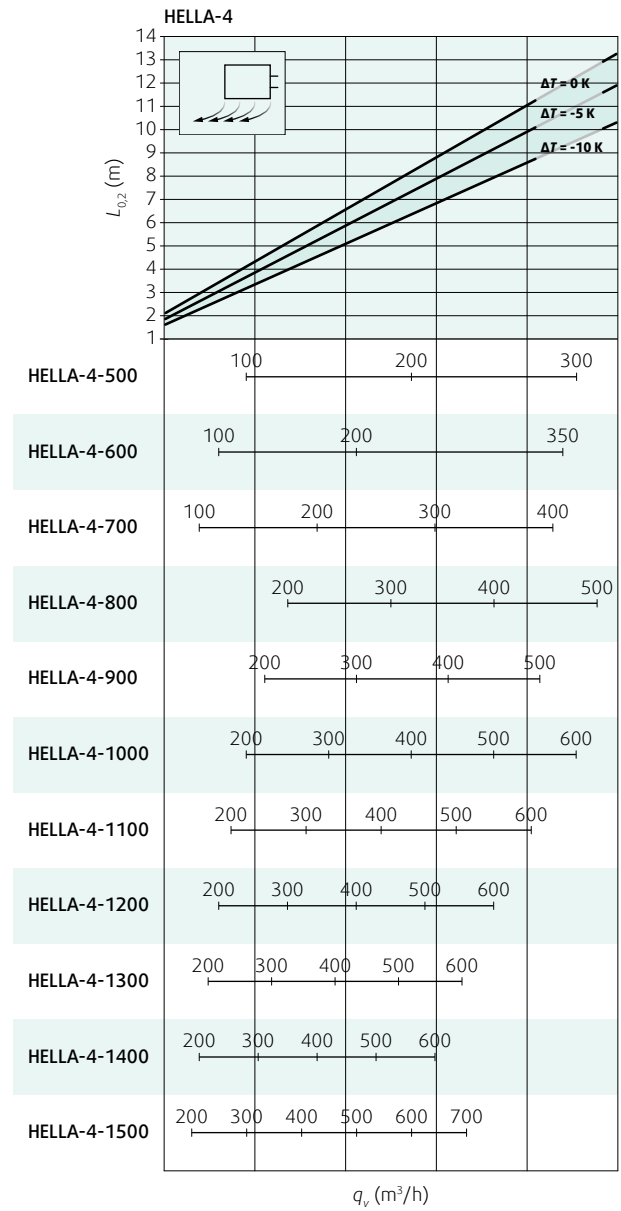 HELLA-4
14
13
12
11
10
9
8
7
6
5
4
3
2
1
L0,2 (m)
ΔT = 0 K
ΔT = -5 K
ΔT = -10 K
HELLA-4-500 100 200 300
HELLA-4-600 100 200 350
HELLA-4-700 100 200 300 400
HELLA-4-800 200 300 400 500
HELLA-4-900 200 300 400 500
HELLA-4-1000 200 300 400 500 600
HELLA-4-1100 200 300 400 500 600
HELLA-4-1200 200 300 400 500 600
HELLA-4-1300 200 300 400 500 600
HELLA-4-1400 200 300 400 500 600
HELLA-4-1500 200 300 400 500 600 700
qv (m³/h)